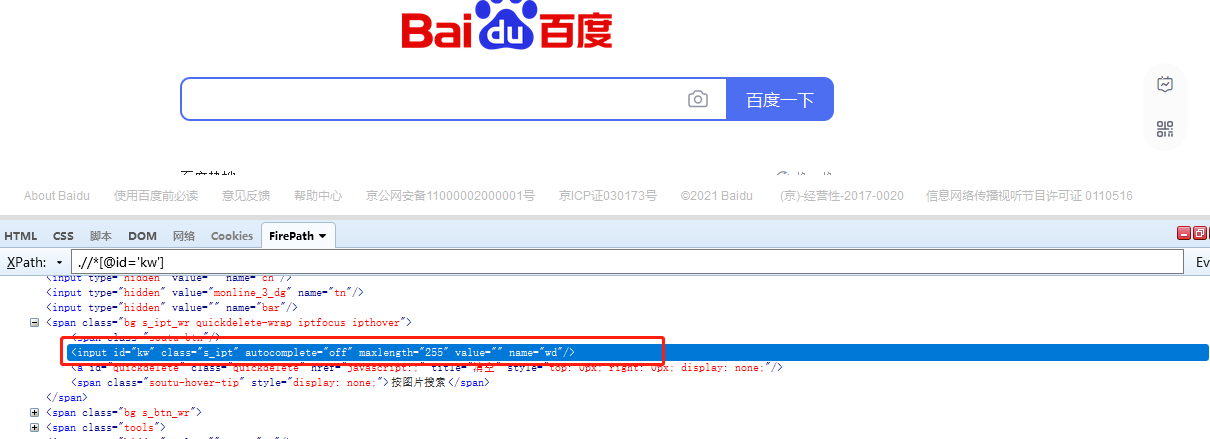 Bai du 百度
百度一下
About Baidu 使用百度前必读 意见反馈 帮助中心 京公网安备11000002000001号 京ICP证030173号 ©2021 Baidu (京)-经营性-2017-0020 信息网络传播视听节目许可证 0110516
HTML CSS 脚本 DOM 网络 Cookies FirePath
XPath: .//*[@id='kw'] Ev
<input type="hidden" value="" name="ch"/>
<input type="hidden" value="monline_3_dg" name="tn"/>
<input type="hidden" value="" name="bar"/>
<span class="bg s_ipt_wr quickdelete-wrap iptfocus ipthover">
<span class="soutu-btn"/>
<input id="kw" class="s_ipt" autocomplete="off" maxlength="255" value="" name="wd"/>
<a id="quickdelete" class="quickdelete" href="javascript:;" title="清空" style="top: 0px; right: 0px; display: none;"/>
<span class="soutu-hover-tip" style="display: none;">按图片搜索</span>
</span>
<span class="bg s_btn_wr">
<span class="tools">